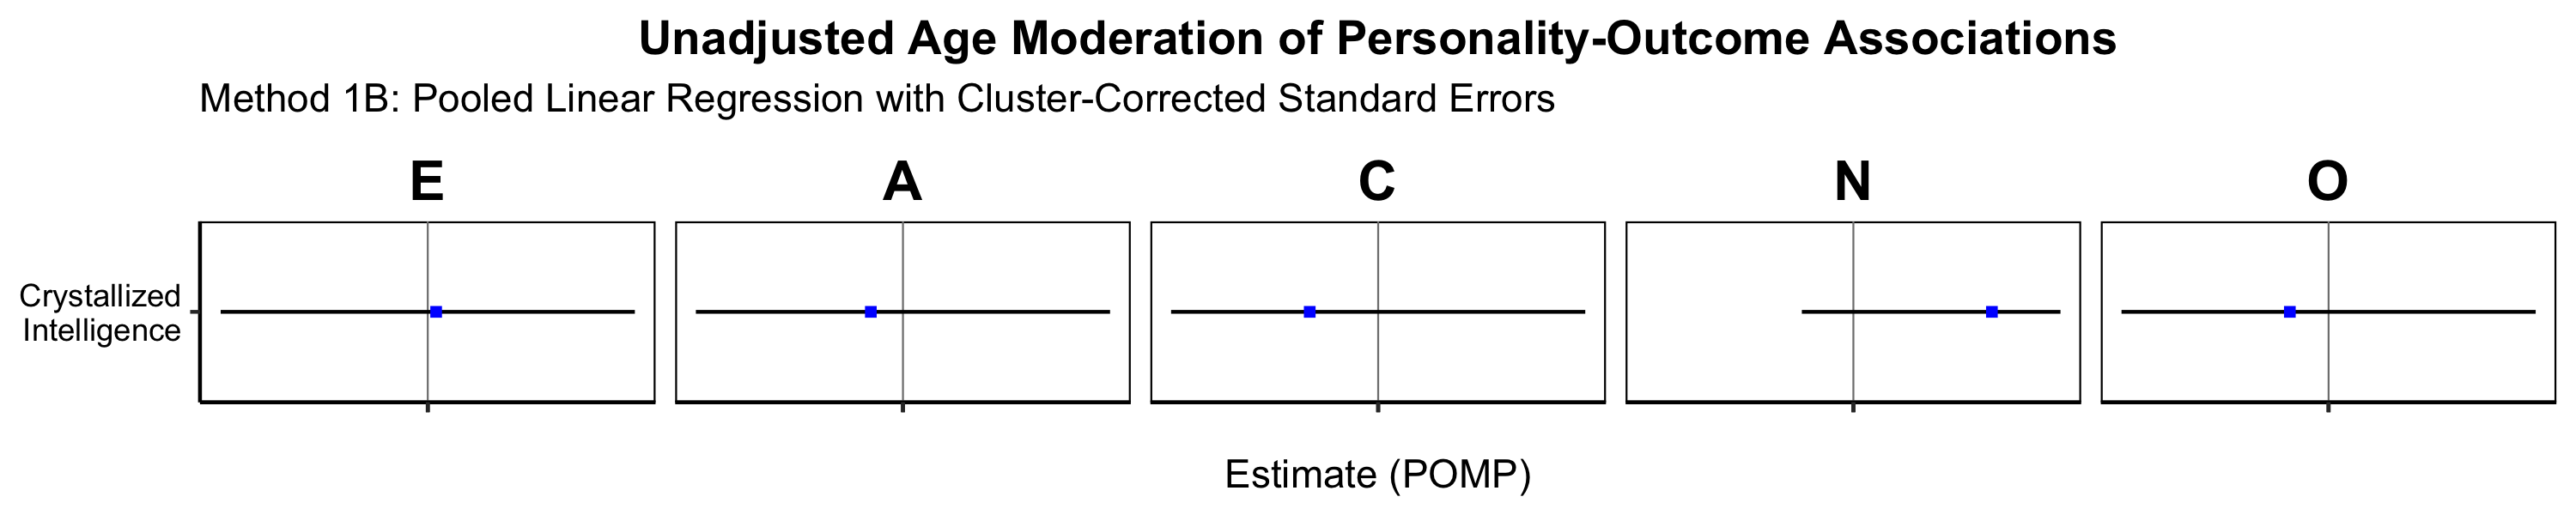 Unadjusted Age Moderation of Personality-Outcome Associations
Method 1B: Pooled Linear Regression with Cluster-Corrected Standard Errors
E A C N O
Crystallized
Intelligence
Estimate (POMP)